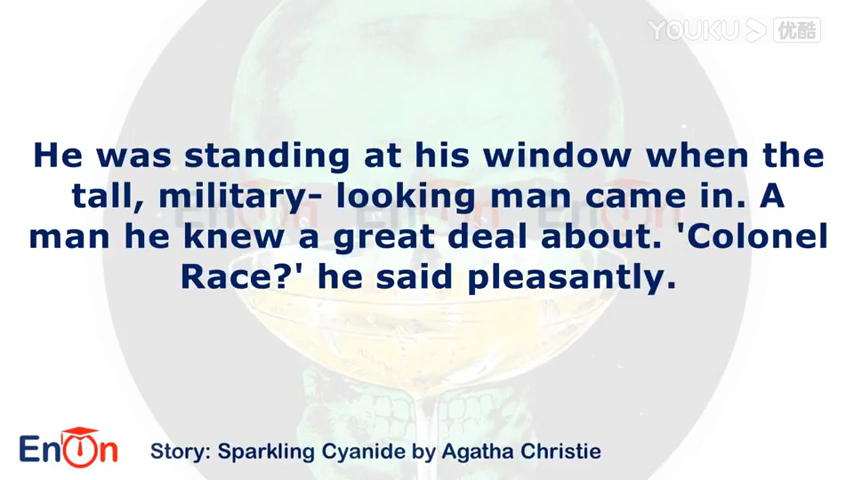 YOUKU 优酷
He was standing at his window when the
tall, military- looking man came in. A
man he knew a great deal about. 'Colonel
Race?' he said pleasantly.
EnOn
Story: Sparkling Cyanide by Agatha Christie